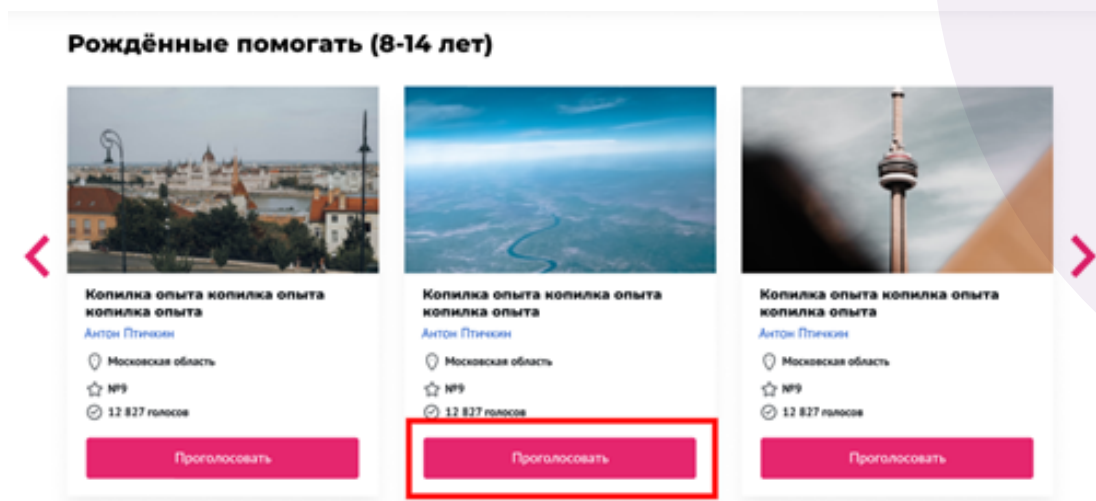 Рождённые помогать (8-14 лет)
Копилка опыта копилка опыта
копилка опыта
Антон Птичкин
Московская область
№9
12 827 голосов
Проголосовать
Копилка опыта копилка опыта
копилка опыта
Антон Птичкин
Московская область
№9
12 827 голосов
Проголосовать
Копилка опыта копилка опыта
копилка опыта
Антон Птичкин
Московская область
№9
12 827 голосов
Проголосовать